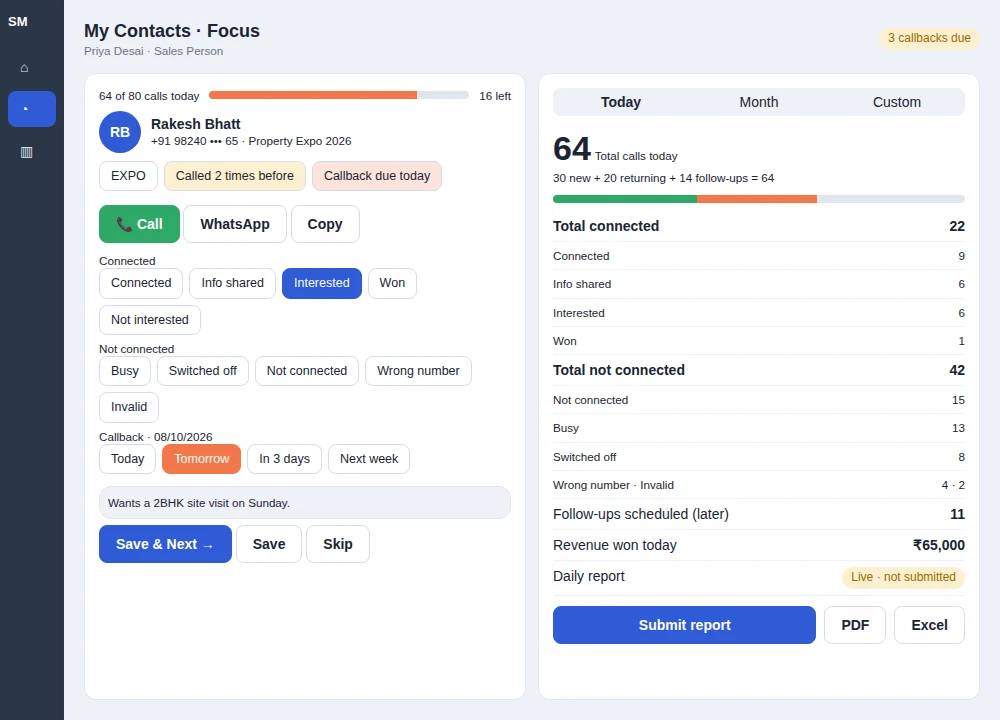 SM
My Contacts · Focus
Priya Desai · Sales Person
3 callbacks due
64 of 80 calls today 16 left
RB
Rakesh Bhatt
+91 98240 ••• 65 · Property Expo 2026
EXPO Called 2 times before Callback due today
📞 Call WhatsApp Copy
Connected
Connected Info shared Interested Won
Not interested
Not connected
Busy Switched off Not connected Wrong number
Invalid
Callback · 08/10/2026
Today Tomorrow In 3 days Next week
Wants a 2BHK site visit on Sunday.
Save & Next → Save Skip
Today Month Custom
64 Total calls today
30 new + 20 returning + 14 follow-ups = 64
Total connected 22
Connected 9
Info shared 6
Interested 6
Won 1
Total not connected 42
Not connected 15
Busy 13
Switched off 8
Wrong number · Invalid 4 · 2
Follow-ups scheduled (later) 11
Revenue won today ₹65,000
Daily report Live · not submitted
Submit report PDF Excel